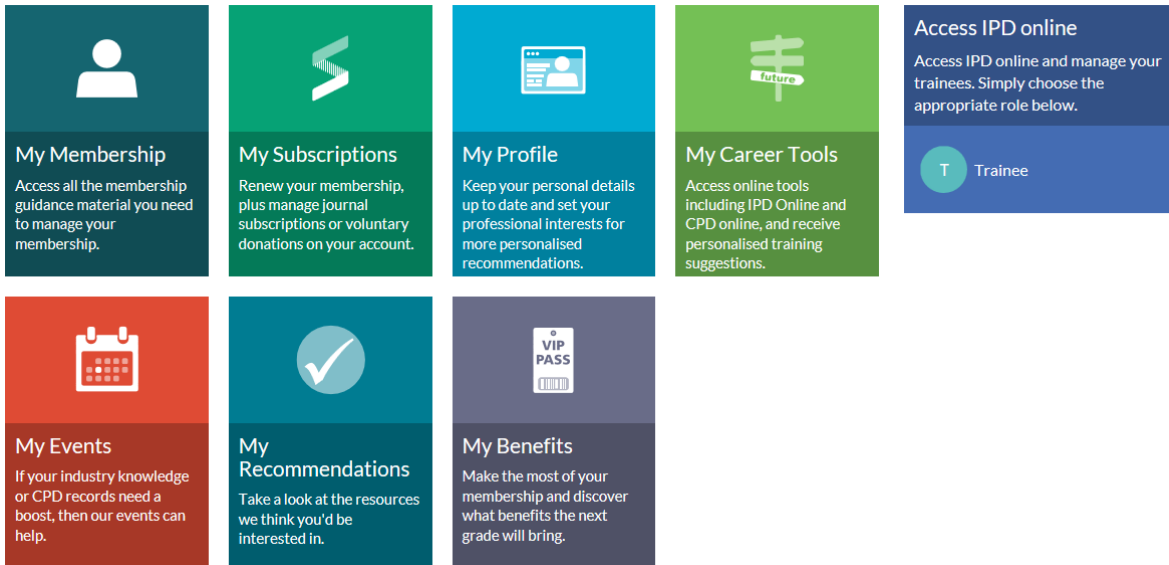 My Membership
Access all the membership
guidance material you need
to manage your
membership.
My Subscriptions
Renew your membership,
plus manage journal
subscriptions or voluntary
donations on your account.
My Profile
Keep your personal details
up to date and set your
professional interests for
more personalised
recommendations.
future
My Career Tools
Access online tools
including IPD Online and
CPD online, and receive
personalised training
suggestions.
Access IPD online
Access IPD online and manage your
trainees. Simply choose the
appropriate role below.
T Trainee
My Events
If your industry knowledge
or CPD records need a
boost, then our events can
help.
My
Recommendations
Take a look at the resources
we think you'd be
interested in.
VIP
PASS
My Benefits
Make the most of your
membership and discover
what benefits the next
grade will bring.